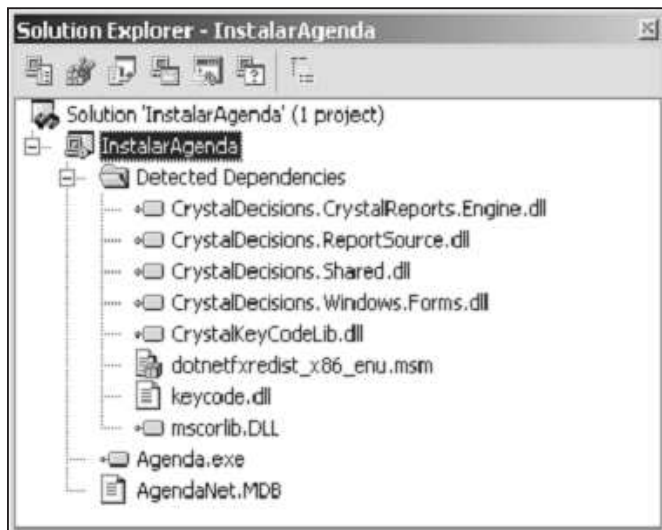 Solution Explorer - InstalarAgenda
Solution 'InstalarAgenda' (1 project)
InstalarAgenda
Detected Dependencies
CrystalDecisions.CrystalReports.Engine.dll
CrystalDecisions.ReportSource.dll
CrystalDecisions.Shared.dll
CrystalDecisions.Windows.Forms.dll
CrystalKeyCodeLib.dll
dotnetfxredist_x86_enu.msm
keycode.dll
mscorlib.DLL
Agenda.exe
AgendaNet.MDB